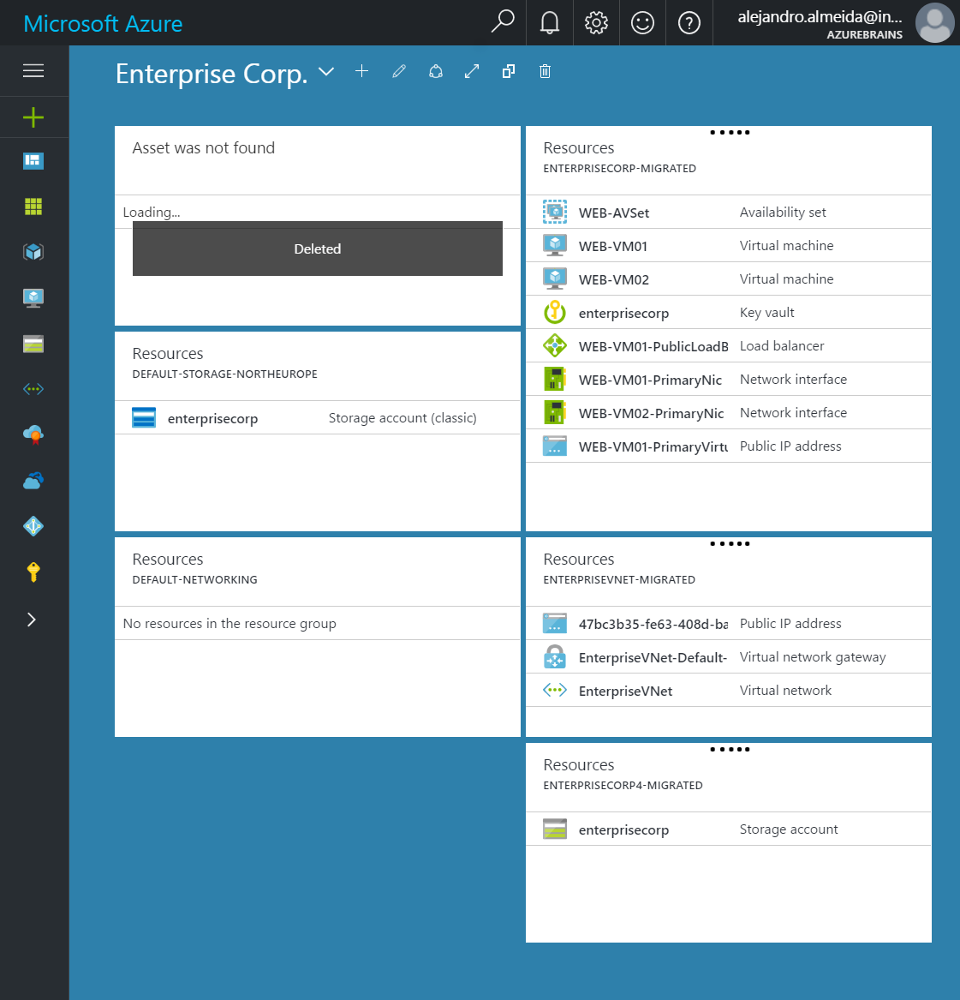 Microsoft Azure
alejandro.almeida@in...
AZUREBRAINS
Enterprise Corp.
Asset was not found
Loading...
Deleted
Resources
DEFAULT-STORAGE-NORTHEUROPE
enterprisecorp Storage account (classic)
Resources
DEFAULT-NETWORKING
No resources in the resource group
Resources
ENTERPRISECORP-MIGRATED
WEB-AVSet Availability set
WEB-VM01 Virtual machine
WEB-VM02 Virtual machine
enterprisecorp Key vault
WEB-VM01-PublicLoadB Load balancer
WEB-VM01-PrimaryNic Network interface
WEB-VM02-PrimaryNic Network interface
WEB-VM01-PrimaryVirtu Public IP address
Resources
ENTERPRISEVNET-MIGRATED
47bc3b35-fe63-408d-ba Public IP address
EnterpriseVNet-Default- Virtual network gateway
EnterpriseVNet Virtual network
Resources
ENTERPRISECORP4-MIGRATED
enterprisecorp Storage account